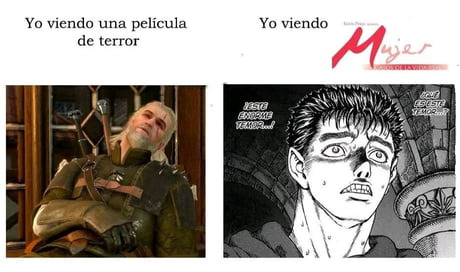 Yo viendo una película
de terror
Yo viendo
Mujer
¡ESTE
ENORME
TEMOR...!
¿QUÉ
ES ESTE
TEMOR...?